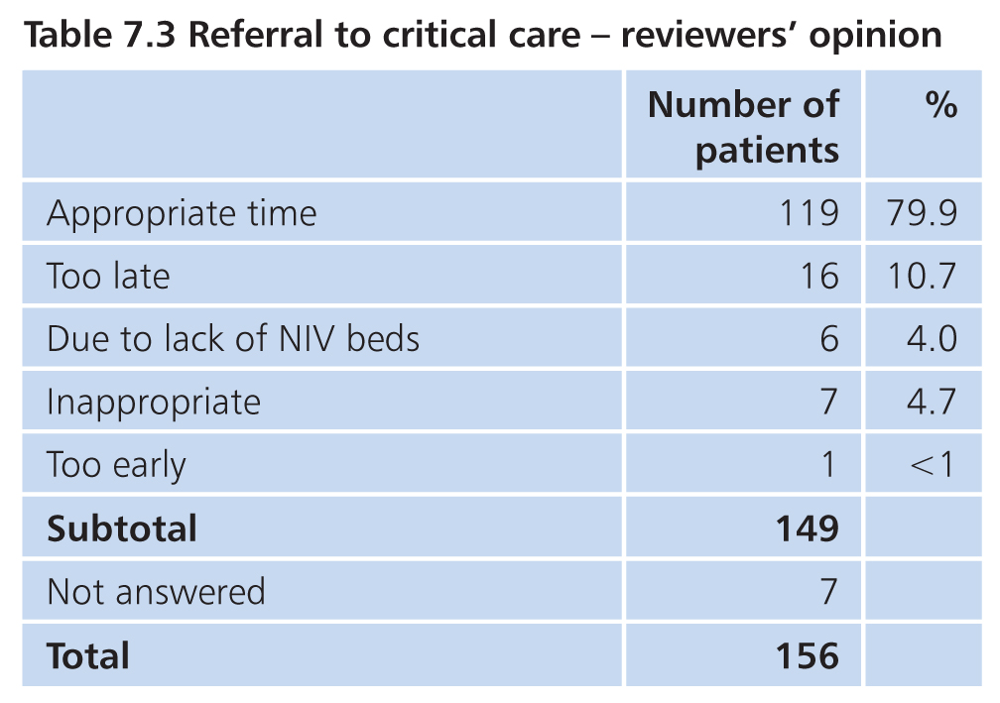 Table 7.3 Referral to critical care – reviewers’ opinion
Number of patients %
Appropriate time 119 79.9
Too late 16 10.7
Due to lack of NIV beds 6 4.0
Inappropriate 7 4.7
Too early 1 <1
Subtotal 149
Not answered 7
Total 156